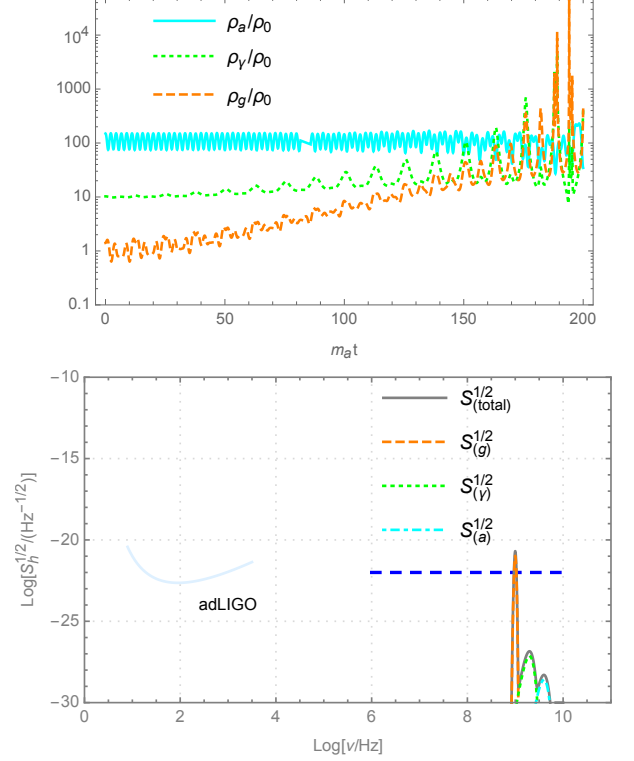 10^4
ρ_a/ρ_0
ρ_γ/ρ_0
1000
ρ_g/ρ_0
100
10
1
0.1
0 50 100 150 200
m_a t
-10
S^{1/2}_{(total)}
S^{1/2}_{(g)}
-15
S^{1/2}_{(γ)}
S^{1/2}_{(a)}
-20
Log[S_h^{1/2}/(Hz^{-1/2})]
adLIGO
-25
-30
0 2 4 6 8 10
Log[ν/Hz]